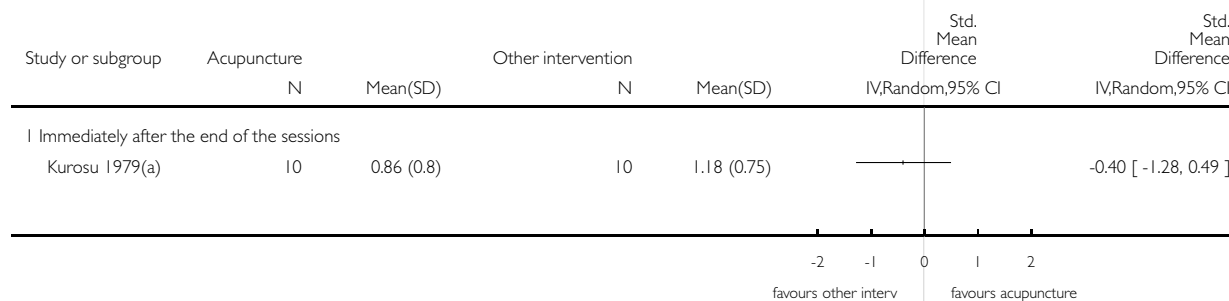 Std. Std.
Mean Mean
Study or subgroup Acupuncture Other intervention Difference Difference
N Mean(SD) N Mean(SD) IV,Random,95% CI IV,Random,95% CI
1 Immediately after the end of the sessions
Kurosu 1979(a) 10 0.86 (0.8) 10 1.18 (0.75) -0.40 [ -1.28, 0.49 ]
-2 -1 0 1 2
favours other interv favours acupuncture